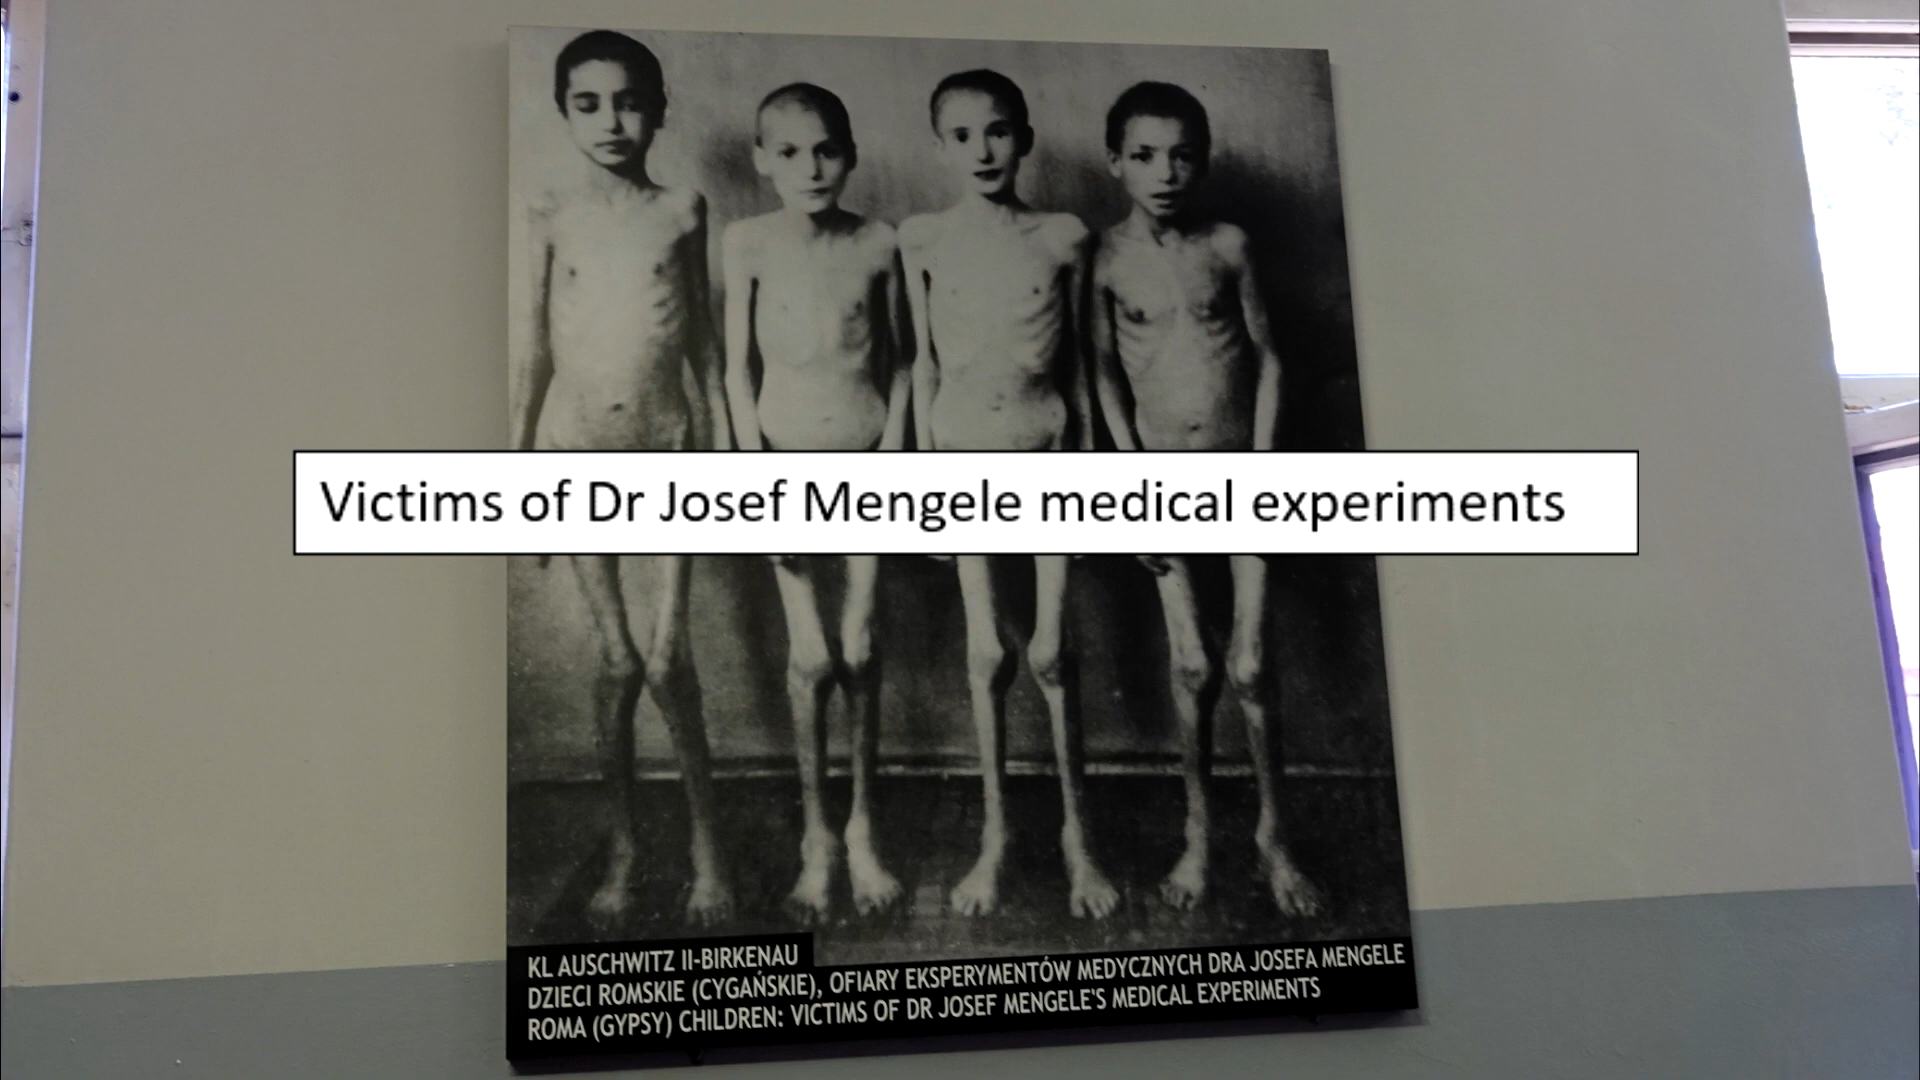 Victims of Dr Josef Mengele medical experiments
KL AUSCHWITZ II-BIRKENAU
DZIECI ROMSKIE (CYGAŃSKIE), OFIARY EKSPERYMENTÓW MEDYCZNYCH DRA JOSEFA MENGELE
ROMA (GYPSY) CHILDREN: VICTIMS OF DR JOSEF MENGELE'S MEDICAL EXPERIMENTS